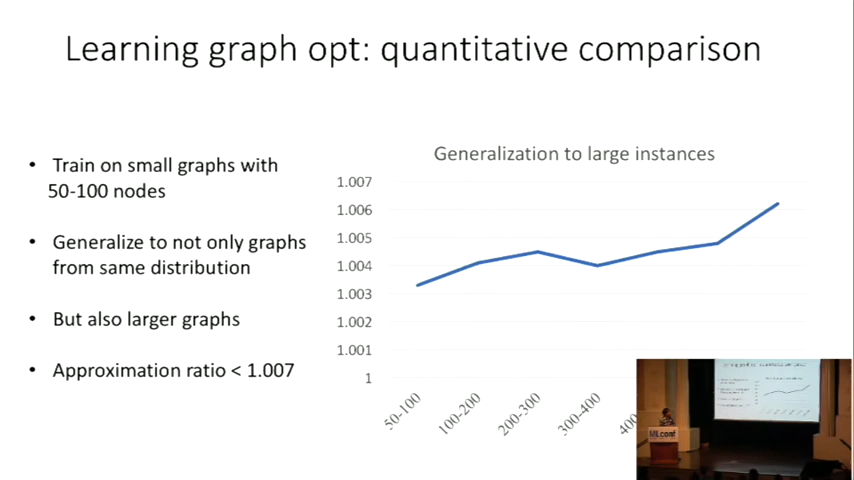 Learning graph opt: quantitative comparison
Train on small graphs with
50-100 nodes
Generalize to not only graphs
from same distribution
But also larger graphs
Approximation ratio < 1.007
Generalization to large instances
1.007
1.006
1.005
1.004
1.003
1.002
1.001
1
50-100
100-200
200-300
300-400
400
MLconf